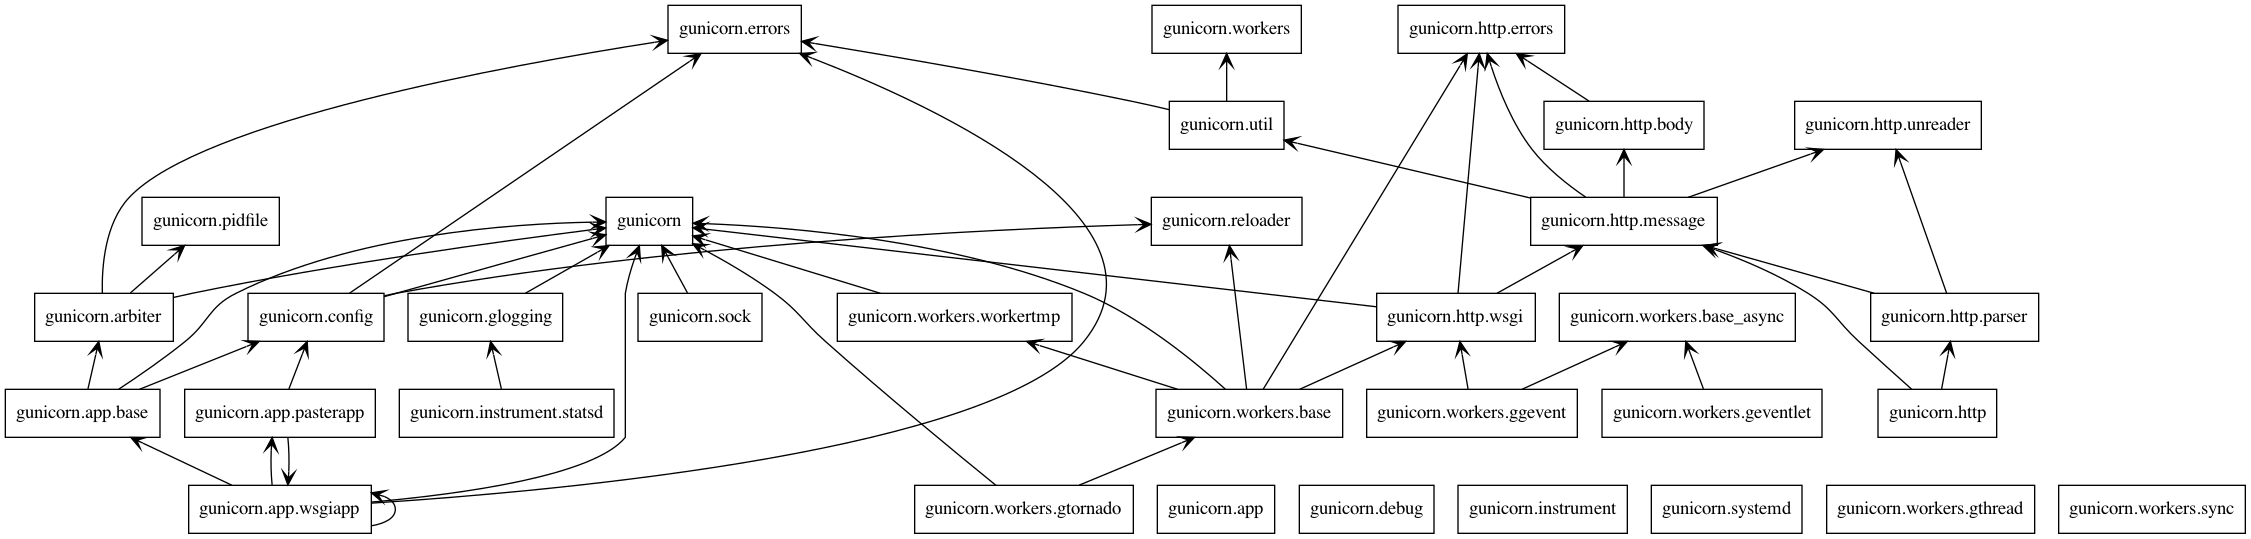 gunicorn.errors
gunicorn.workers
gunicorn.http.errors
gunicorn.util
gunicorn.http.body
gunicorn.http.unreader
gunicorn.pidfile
gunicorn
gunicorn.reloader
gunicorn.http.message
gunicorn.arbiter
gunicorn.config
gunicorn.glogging
gunicorn.sock
gunicorn.workers.workertmp
gunicorn.http.wsgi
gunicorn.workers.base_async
gunicorn.http.parser
gunicorn.app.base
gunicorn.app.pasterapp
gunicorn.instrument.statsd
gunicorn.workers.base
gunicorn.workers.ggevent
gunicorn.workers.geventlet
gunicorn.http
gunicorn.app.wsgiapp
gunicorn.workers.gtornado
gunicorn.app
gunicorn.debug
gunicorn.instrument
gunicorn.systemd
gunicorn.workers.gthread
gunicorn.workers.sync